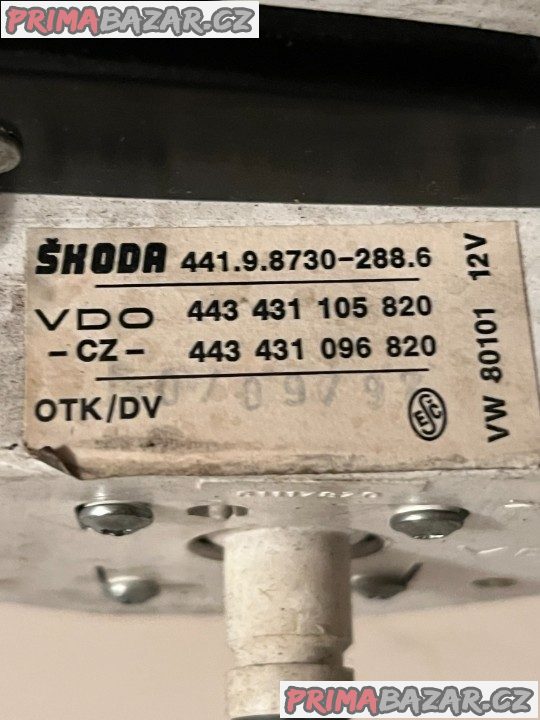 PRIMABAZAR.CZ
ŠKODA 441.9.8730-288.6
VDO 443 431 105 820
-CZ- 443 431 096 820
OTK/DV
VW 80101 12V
PRIMABAZAR.CZ